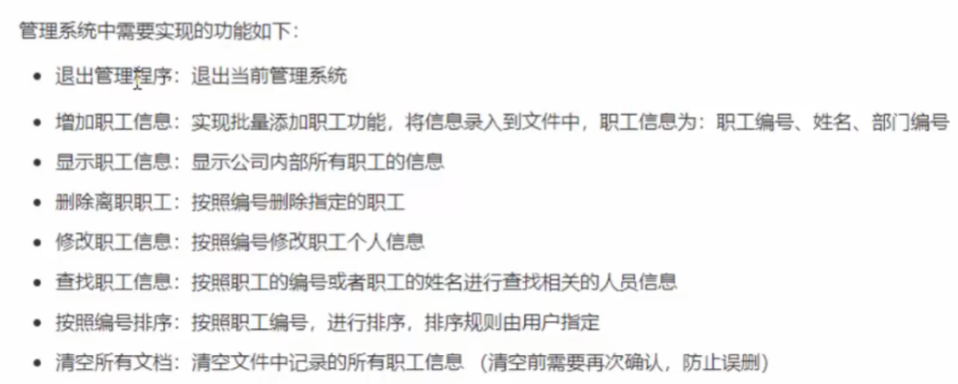 管理系统中需要实现的功能如下：
• 退出管理程序：退出当前管理系统
• 增加职工信息：实现批量添加职工功能，将信息录入到文件中，职工信息为：职工编号、姓名、部门编号
• 显示职工信息：显示公司内部所有职工的信息
• 删除离职职工：按照编号删除指定的职工
• 修改职工信息：按照编号修改职工个人信息
• 查找职工信息：按照职工的编号或者职工的姓名进行查找相关的人员信息
• 按照编号排序：按照职工编号，进行排序，排序规则由用户指定
• 清空所有文档：清空文件中记录的所有职工信息 （清空前需要再次确认，防止误删）